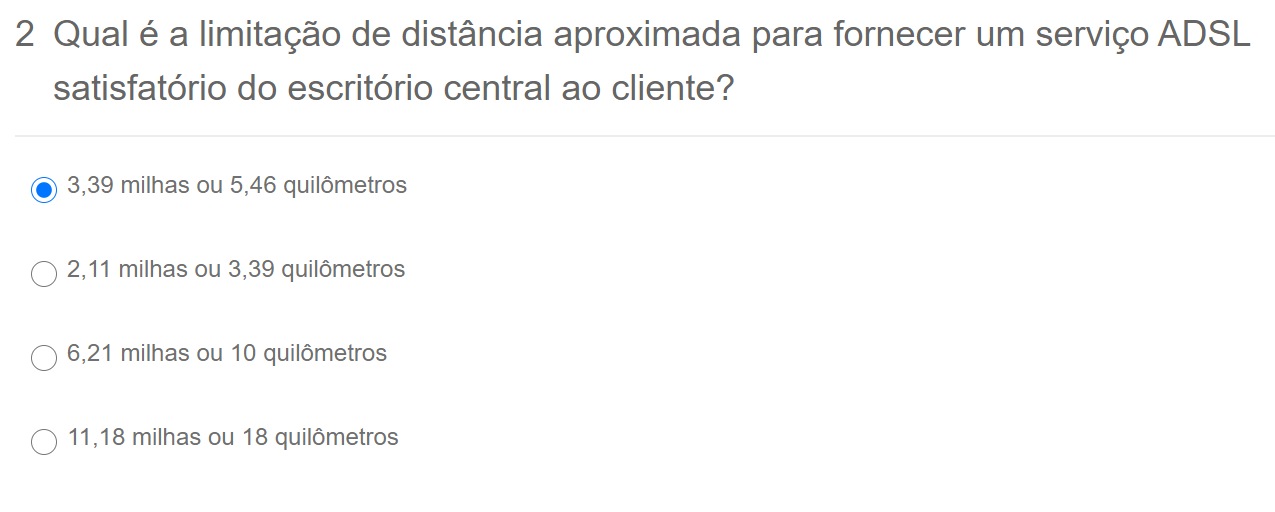 2 Qual é a limitação de distância aproximada para fornecer um serviço ADSL
satisfatório do escritório central ao cliente?
3,39 milhas ou 5,46 quilômetros
2,11 milhas ou 3,39 quilômetros
6,21 milhas ou 10 quilômetros
11,18 milhas ou 18 quilômetros